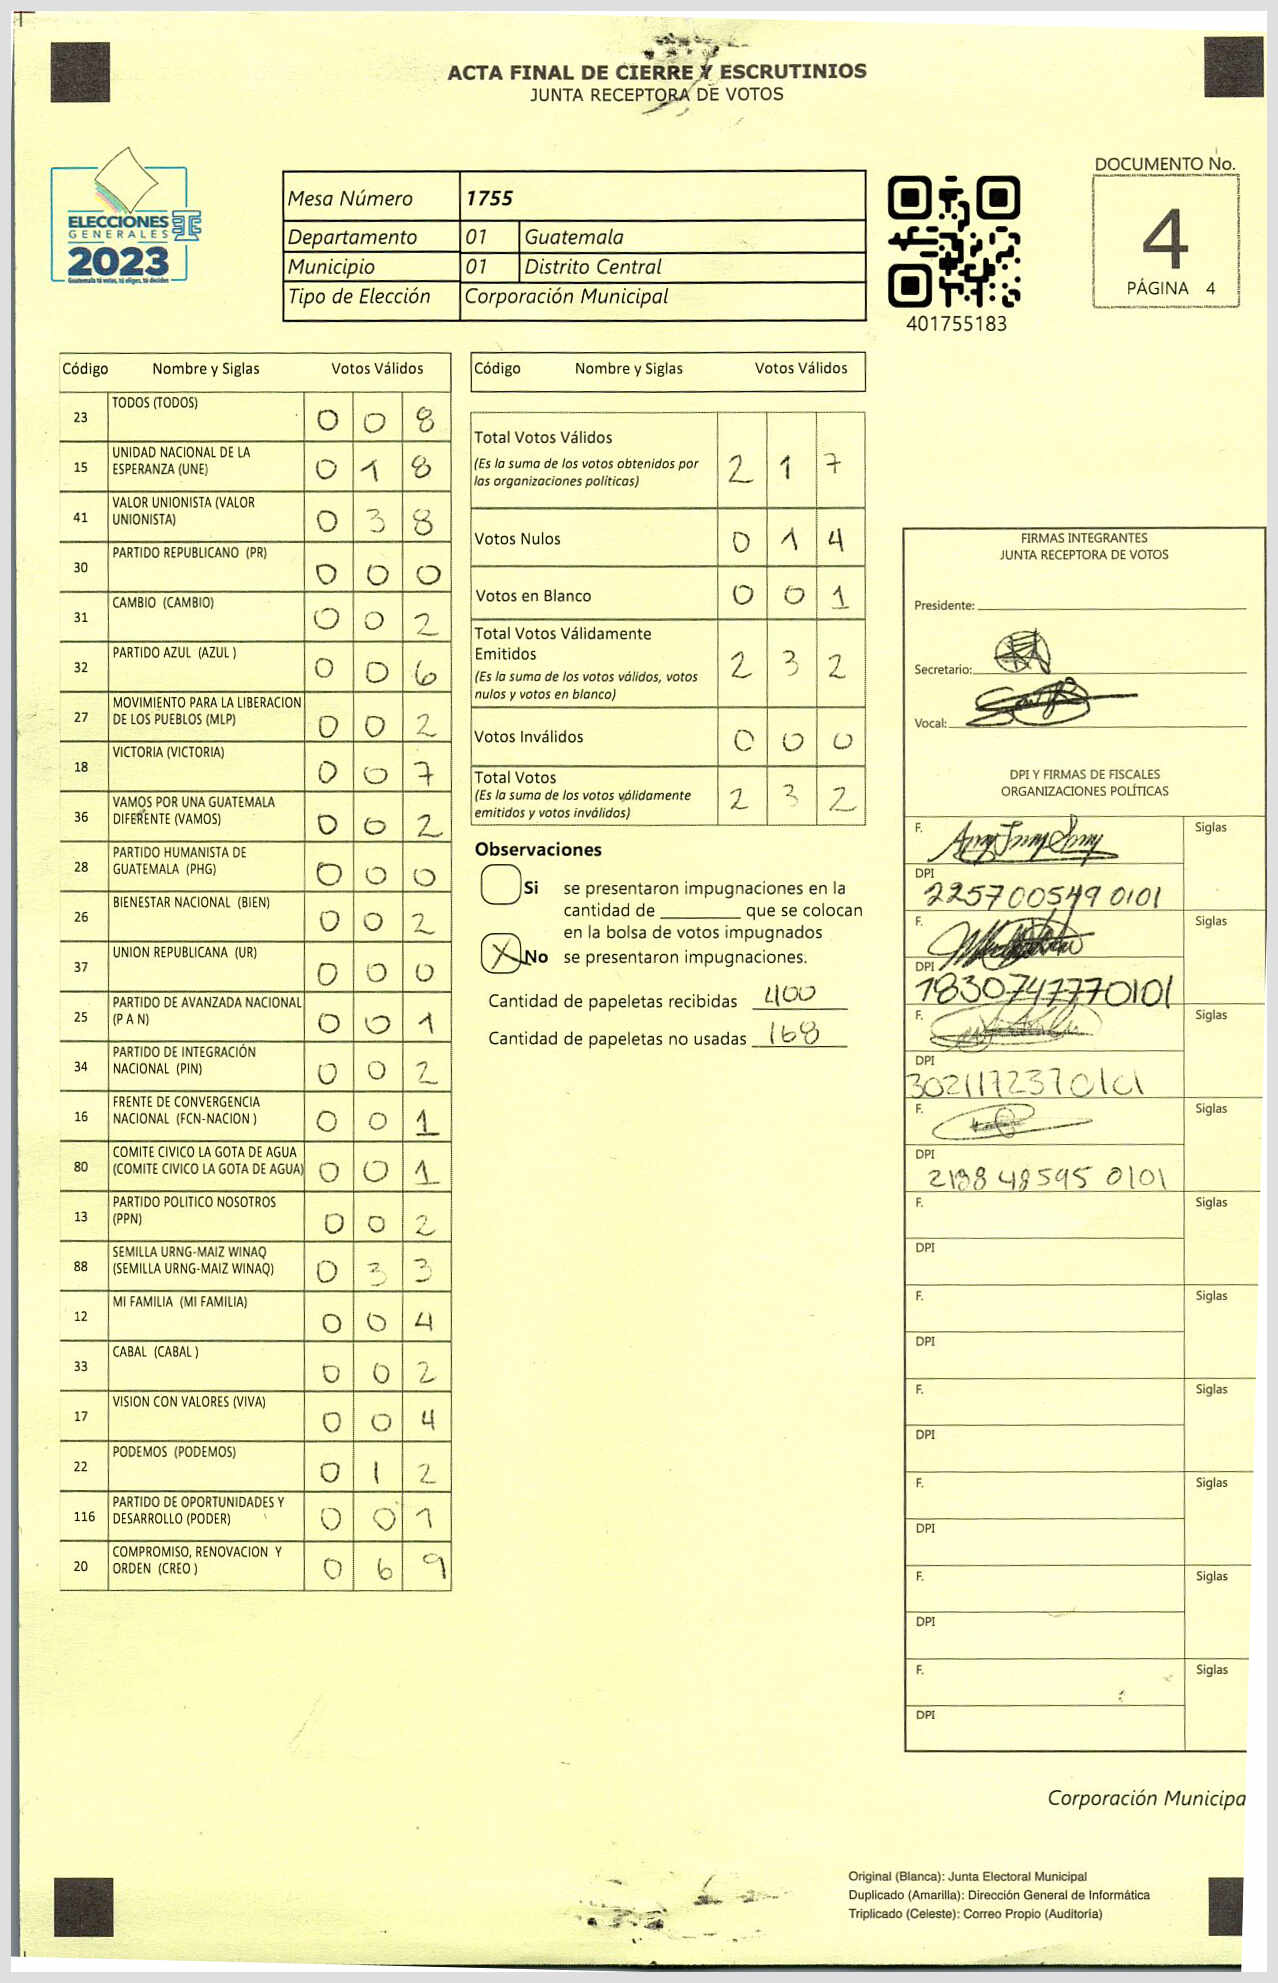 ACTA FINAL DE CIERRE Y ESCRUTINIOS
JUNTA RECEPTORA DE VOTOS
ELECCIONES
GENERALES
2023
Guatemala tú votas, tú eliges, tú decides
Mesa Número 1755
Departamento 01 Guatemala
Municipio 01 Distrito Central
Tipo de Elección Corporación Municipal
401755183
DOCUMENTO No.
4
PÁGINA 4
Código Nombre y Siglas Votos Válidos
23 TODOS (TODOS) 0 0 8
15 UNIDAD NACIONAL DE LA
ESPERANZA (UNE) 0 1 8
41 VALOR UNIONISTA (VALOR
UNIONISTA) 0 3 8
30 PARTIDO REPUBLICANO (PR) 0 0 0
31 CAMBIO (CAMBIO) 0 0 2
32 PARTIDO AZUL (AZUL ) 0 0 6
27 MOVIMIENTO PARA LA LIBERACION
DE LOS PUEBLOS (MLP) 0 0 2
18 VICTORIA (VICTORIA) 0 0 7
36 VAMOS POR UNA GUATEMALA
DIFERENTE (VAMOS) 0 0 2
28 PARTIDO HUMANISTA DE
GUATEMALA (PHG) 0 0 0
26 BIENESTAR NACIONAL (BIEN) 0 0 2
37 UNION REPUBLICANA (UR) 0 0 0
25 PARTIDO DE AVANZADA NACIONAL
(P A N) 0 0 1
34 PARTIDO DE INTEGRACIÓN
NACIONAL (PIN) 0 0 2
16 FRENTE DE CONVERGENCIA
NACIONAL (FCN-NACION ) 0 0 1
80 COMITE CIVICO LA GOTA DE AGUA
(COMITE CIVICO LA GOTA DE AGUA) 0 0 1
13 PARTIDO POLITICO NOSOTROS
(PPN) 0 0 2
88 SEMILLA URNG-MAIZ WINAQ
(SEMILLA URNG-MAIZ WINAQ) 0 3 3
12 MI FAMILIA (MI FAMILIA) 0 0 4
33 CABAL (CABAL ) 0 0 2
17 VISION CON VALORES (VIVA) 0 0 4
22 PODEMOS (PODEMOS) 0 1 2
116 PARTIDO DE OPORTUNIDADES Y
DESARROLLO (PODER) 0 0 1
20 COMPROMISO, RENOVACION Y
ORDEN (CREO ) 0 6 9
Código Nombre y Siglas Votos Válidos
Total Votos Válidos
(Es la suma de los votos obtenidos por
las organizaciones políticas) 2 1 7
Votos Nulos 0 1 4
Votos en Blanco 0 0 1
Total Votos Válidamente
Emitidos
(Es la suma de los votos válidos, votos
nulos y votos en blanco) 2 3 2
Votos Inválidos 0 0 0
Total Votos
(Es la suma de los votos válidamente
emitidos y votos inválidos) 2 3 2
Observaciones
Si se presentaron impugnaciones en la
cantidad de ________ que se colocan
en la bolsa de votos impugnados
X No se presentaron impugnaciones.
Cantidad de papeletas recibidas 400
Cantidad de papeletas no usadas 168
FIRMAS INTEGRANTES
JUNTA RECEPTORA DE VOTOS
Presidente:
Secretario:
Vocal:
DPI Y FIRMAS DE FISCALES
ORGANIZACIONES POLÍTICAS
F. Siglas
DPI
225700549 0101
F. Siglas
DPI
1830747770101
F. Siglas
DPI
3021172370101
F. Siglas
DPI
2138 48595 0101
F. Siglas
DPI
F. Siglas
DPI
F. Siglas
DPI
F. Siglas
DPI
F. Siglas
DPI
F. Siglas
DPI
Corporación Municipa
Original (Blanca): Junta Electoral Municipal
Duplicado (Amarilla): Dirección General de Informática
Triplicado (Celeste): Correo Propio (Auditoría)